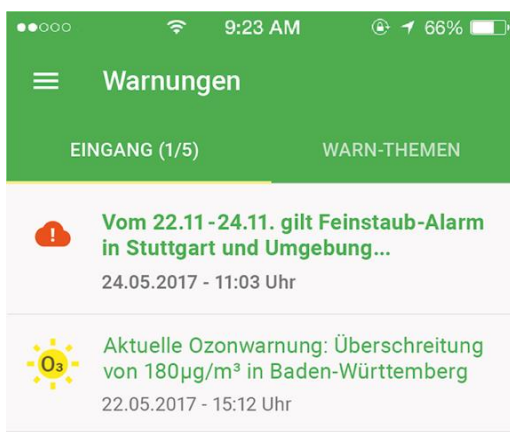 9:23 AM 66%
Warnungen
EINGANG (1/5) WARN-THEMEN
!
Vom 22.11-24.11. gilt Feinstaub-Alarm
in Stuttgart und Umgebung...
24.05.2017 - 11:03 Uhr
O₃
Aktuelle Ozonwarnung: Überschreitung
von 180µg/m³ in Baden-Württemberg
22.05.2017 - 15:12 Uhr